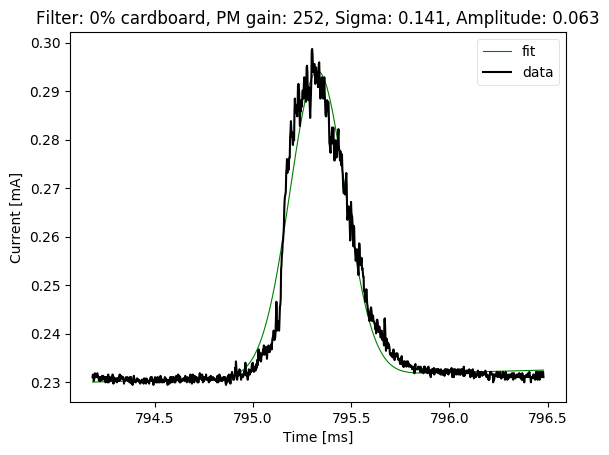 Filter: 0% cardboard, PM gain: 252, Sigma: 0.141, Amplitude: 0.063
fit
data
0.30
0.29
0.28
0.27
0.26
0.25
0.24
0.23
Current [mA]
794.5 795.0 795.5 796.0 796.5
Time [ms]